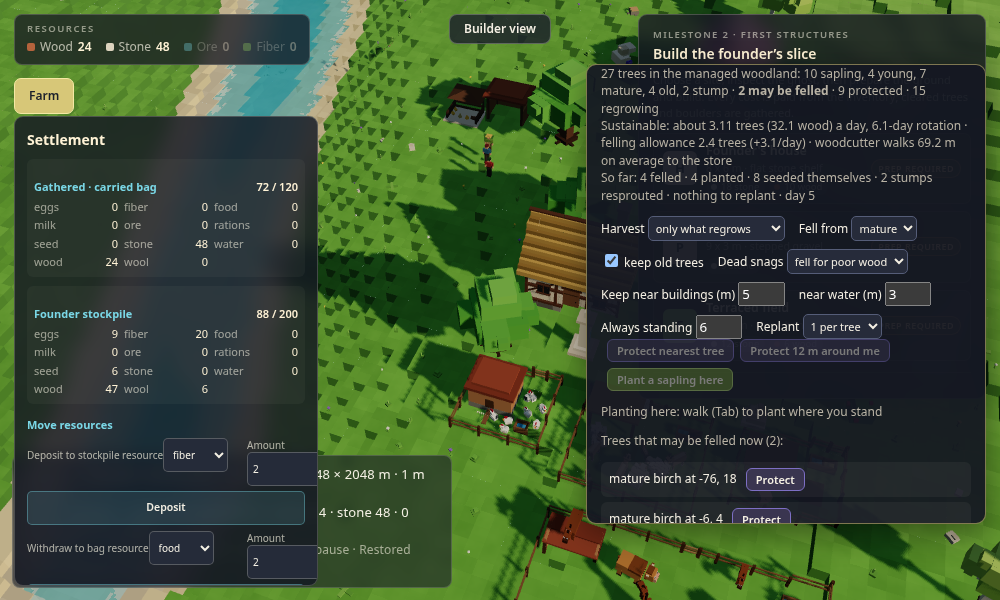 RESOURCES
Wood 24 Stone 48 Ore 0 Fiber 0
Builder view
MILESTONE 2 · FIRST STRUCTURES
Build the founder's slice
Farm
Settlement
Gathered · carried bag 72 / 120
eggs 0 fiber 0 food 0
milk 0 ore 0 rations 0
seed 0 stone 48 water 0
wood 24 wool 0
Founder stockpile 88 / 200
eggs 9 fiber 20 food 0
milk 0 ore 0 rations 0
seed 6 stone 0 water 0
wood 47 wool 6
Move resources
Deposit to stockpile resource fiber Amount 2
Deposit
Withdraw to bag resource food Amount 2
48 × 2048 m · 1 m
4 · stone 48 · 0
pause · Restored
27 trees in the managed woodland: 10 sapling, 4 young, 7
mature, 4 old, 2 stump · 2 may be felled · 9 protected · 15
regrowing
Sustainable: about 3.11 trees (32.1 wood) a day, 6.1-day rotation ·
felling allowance 2.4 trees (+3.1/day) · woodcutter walks 69.2 m
on average to the store
So far: 4 felled · 4 planted · 8 seeded themselves · 2 stumps
resprouted · nothing to replant · day 5
Harvest only what regrows Fell from mature
keep old trees Dead snags fell for poor wood
Keep near buildings (m) 5 near water (m) 3
Always standing 6 Replant 1 per tree
Protect nearest tree Protect 12 m around me
Plant a sapling here
Planting here: walk (Tab) to plant where you stand
Trees that may be felled now (2):
mature birch at -76, 18 Protect
mature birch at -6, 4 Protect